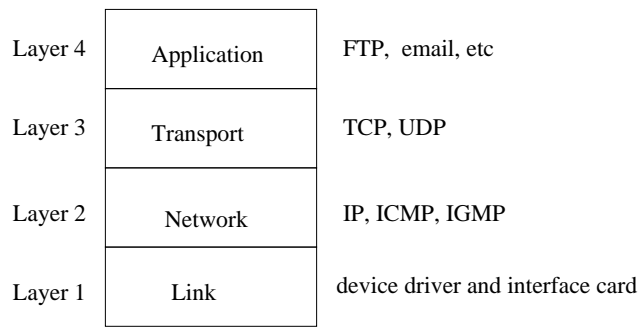 Layer 4 Application FTP, email, etc
Layer 3 Transport TCP, UDP
Layer 2 Network IP, ICMP, IGMP
Layer 1 Link device driver and interface card